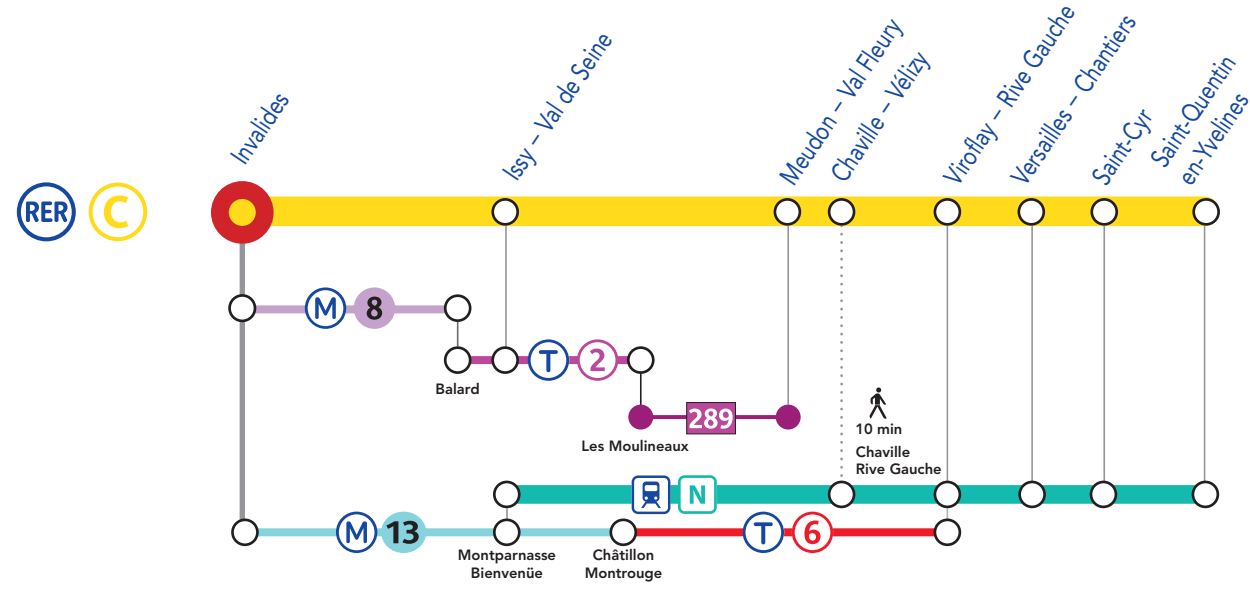 Invalides
Issy – Val de Seine
Meudon – Val Fleury
Chaville – Vélizy
Viroflay – Rive Gauche
Versailles – Chantiers
Saint-Cyr
Saint-Quentin
en-Yvelines
RER C
M 8
Balard
T 2
Les Moulineaux
289
10 min
Chaville
Rive Gauche
N
M 13
Montparnasse
Bienvenüe
Châtillon
Montrouge
T 6